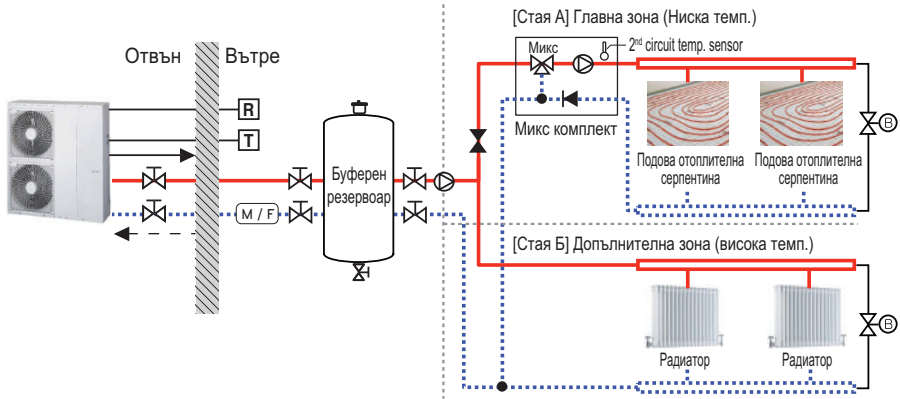 [Стая А] Главна зона (Ниска темп.)
Микс
2nd circuit temp. sensor
Отвън
Вътре
R
T
Микс комплект
B
Подова отоплителна
серпентина
Подова отоплителна
серпентина
Буферен
резервоар
M / F
[Стая Б] Допълнителна зона (висока темп.)
B
Радиатор
Радиатор